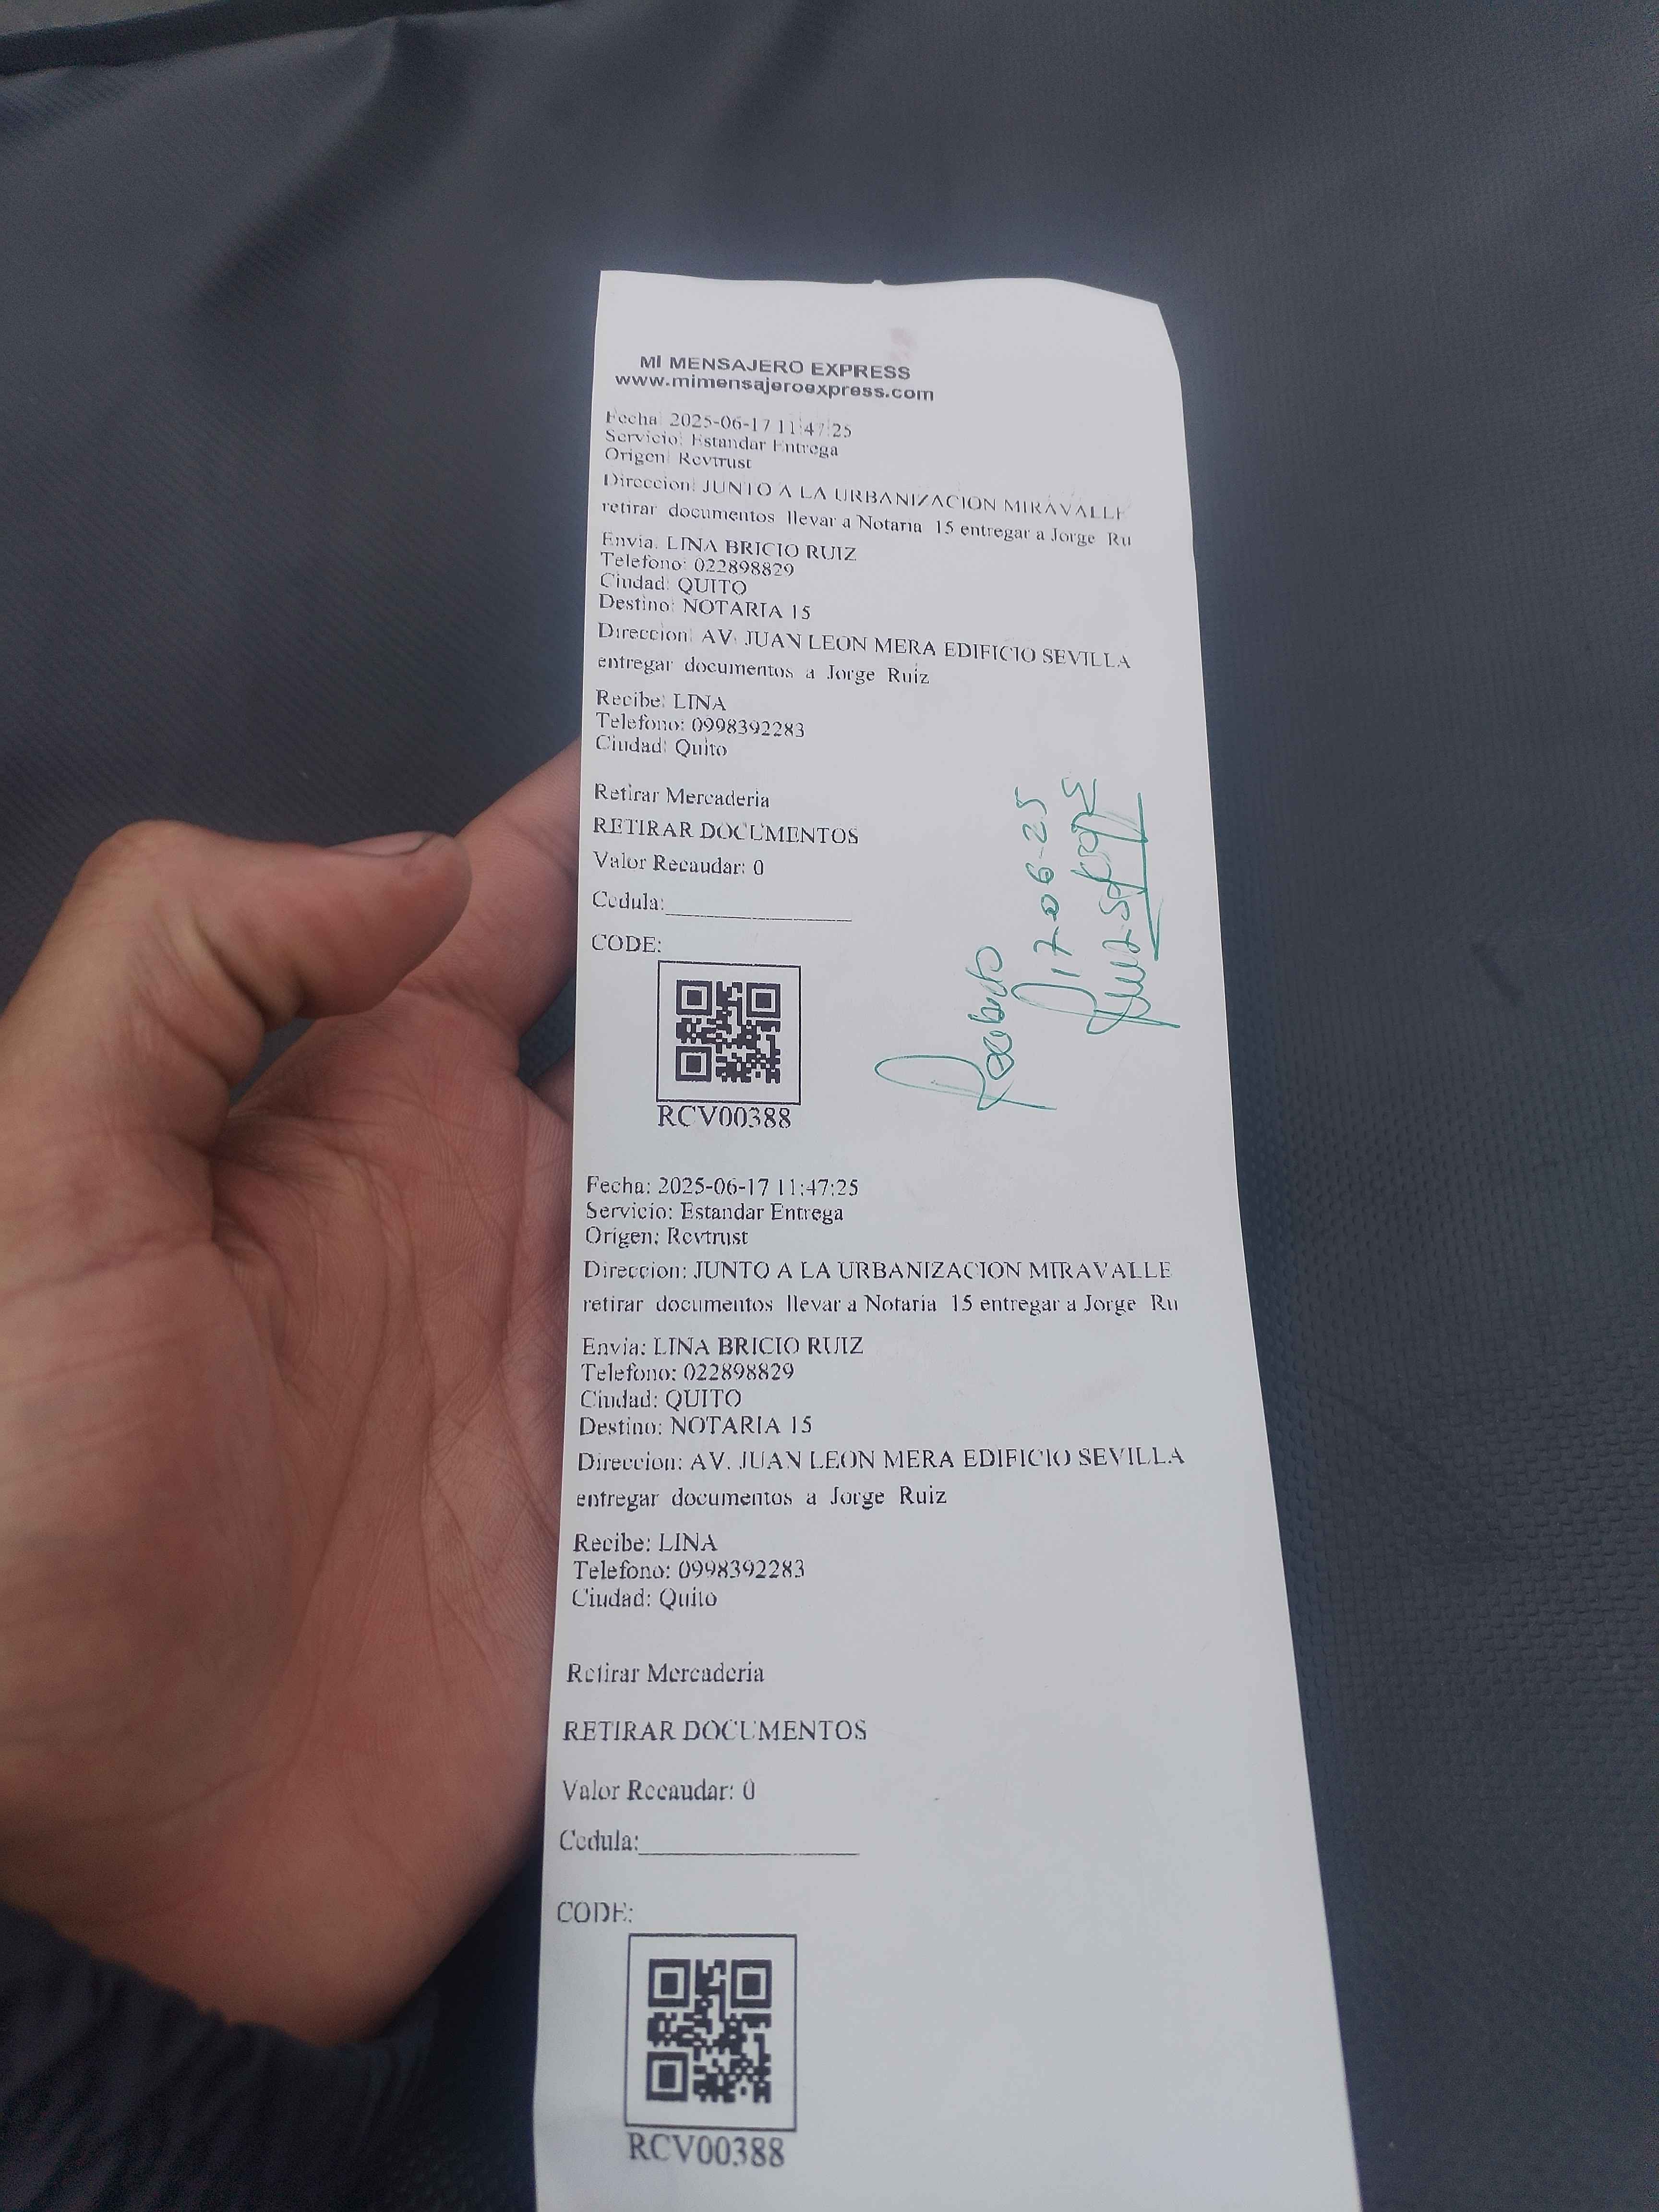 MI MENSAJERO EXPRESS
www.mimensajeroexpress.com
Fecha: 2025-06-17 11:47:25
Servicio: Estandar Entrega
Origen: Revtrust
Direccion: JUNTO A LA URBANIZACION MIRAVALLE
retirar documentos llevar a Notaria 15 entregar a Jorge Ru
Envia: LINA BRICIO RUIZ
Telefono: 022898829
Ciudad: QUITO
Destino: NOTARIA 15
Direccion: AV. JUAN LEON MERA EDIFICIO SEVILLA
entregar documentos a Jorge Ruiz
Recibe: LINA
Telefono: 0998392283
Ciudad: Quito
Retirar Mercaderia
RETIRAR DOCUMENTOS
Valor Recaudar: 0
Cedula:
CODE:
RCV00388
Recibido
17-06-25
Fecha: 2025-06-17 11:47:25
Servicio: Estandar Entrega
Origen: Revtrust
Direccion: JUNTO A LA URBANIZACION MIRAVALLE
retirar documentos llevar a Notaria 15 entregar a Jorge Ru
Envia: LINA BRICIO RUIZ
Telefono: 022898829
Ciudad: QUITO
Destino: NOTARIA 15
Direccion: AV. JUAN LEON MERA EDIFICIO SEVILLA
entregar documentos a Jorge Ruiz
Recibe: LINA
Telefono: 0998392283
Ciudad: Quito
Retirar Mercaderia
RETIRAR DOCUMENTOS
Valor Recaudar: 0
Cedula:
CODE:
RCV00388